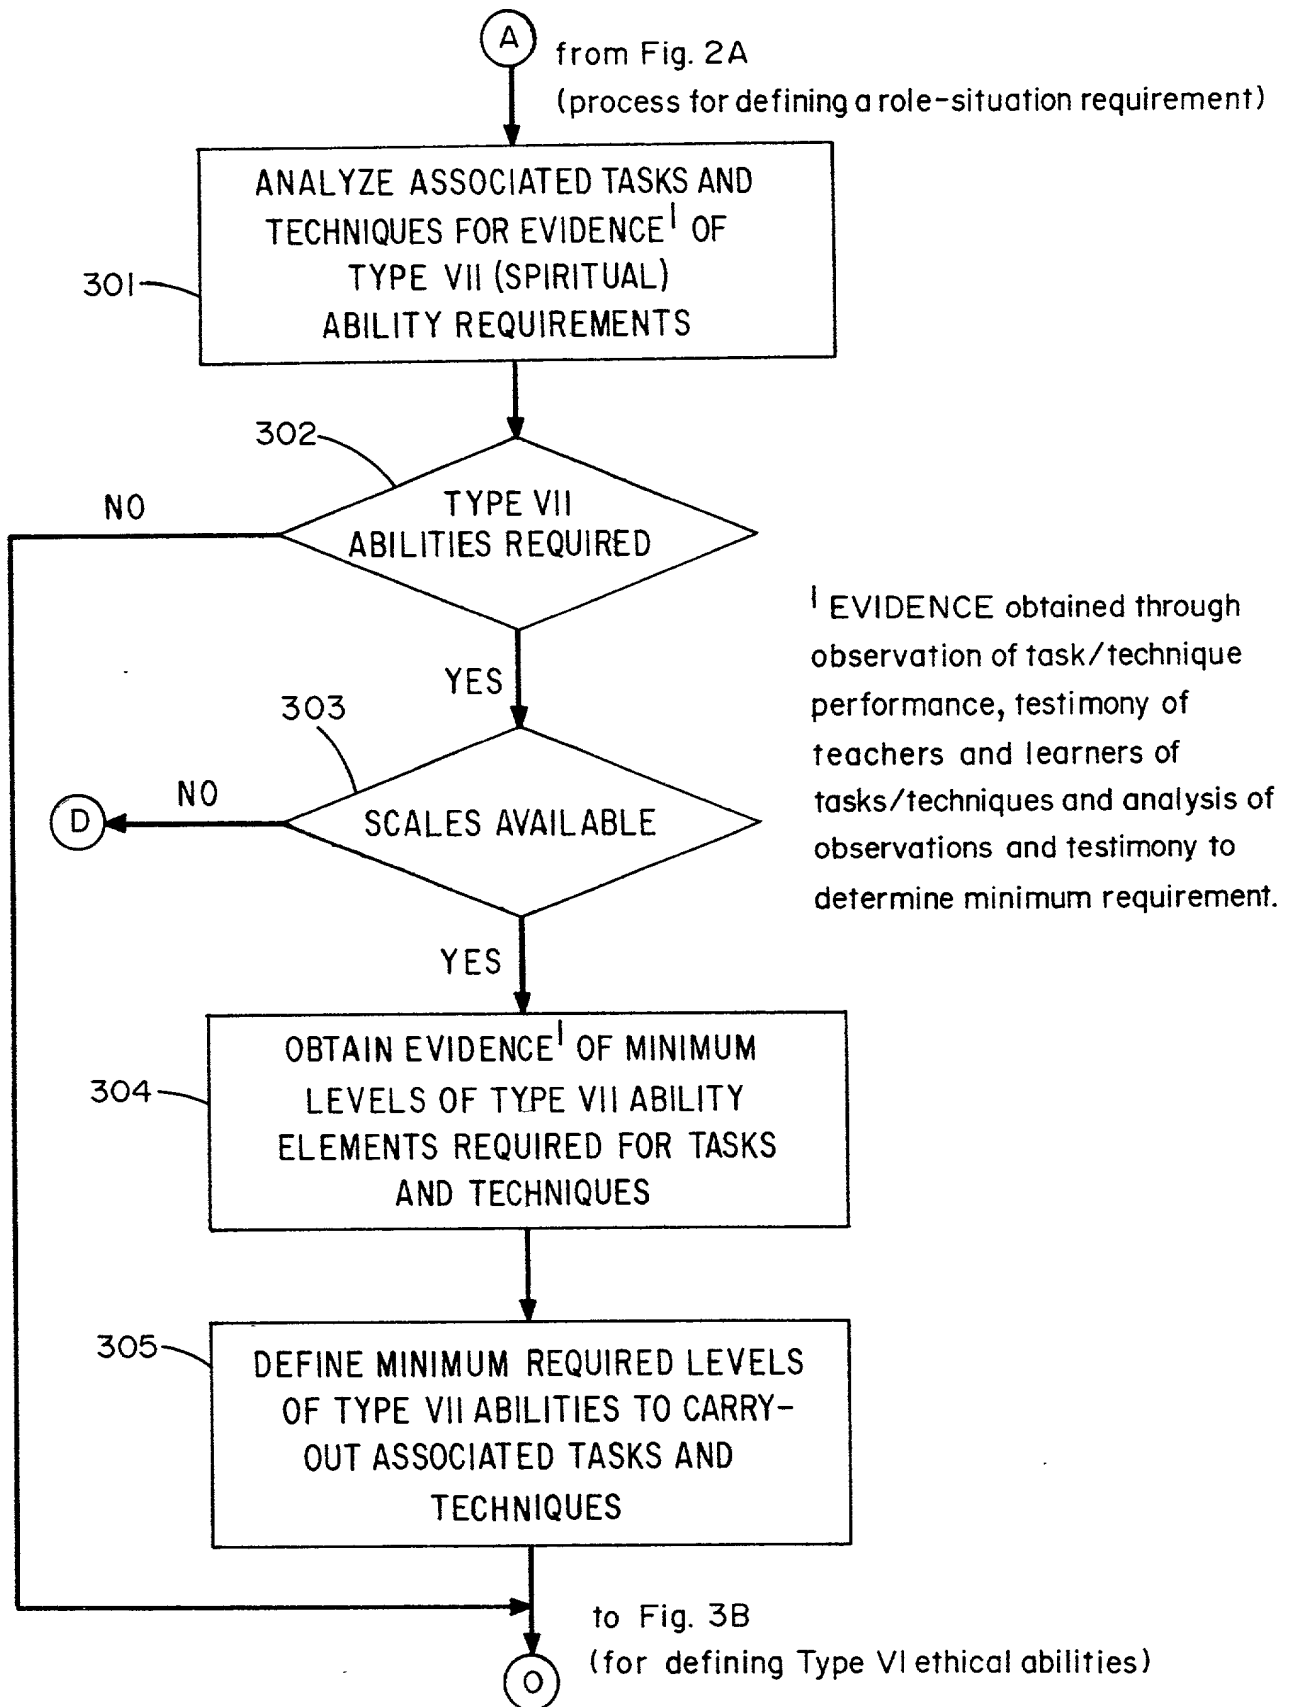 A
from Fig. 2A
(process for defining a role-situation requirement)
ANALYZE ASSOCIATED TASKS AND
TECHNIQUES FOR EVIDENCE¹ OF
TYPE VII (SPIRITUAL)
ABILITY REQUIREMENTS
301
302
TYPE VII
ABILITIES REQUIRED
NO
YES
¹ EVIDENCE obtained through
observation of task/technique
performance, testimony of
teachers and learners of
tasks/techniques and analysis of
observations and testimony to
determine minimum requirement.
303
SCALES AVAILABLE
NO
D
YES
304
OBTAIN EVIDENCE¹ OF MINIMUM
LEVELS OF TYPE VII ABILITY
ELEMENTS REQUIRED FOR TASKS
AND TECHNIQUES
305
DEFINE MINIMUM REQUIRED LEVELS
OF TYPE VII ABILITIES TO CARRY-
OUT ASSOCIATED TASKS AND
TECHNIQUES
to Fig. 3B
(for defining Type VI ethical abilities)
O